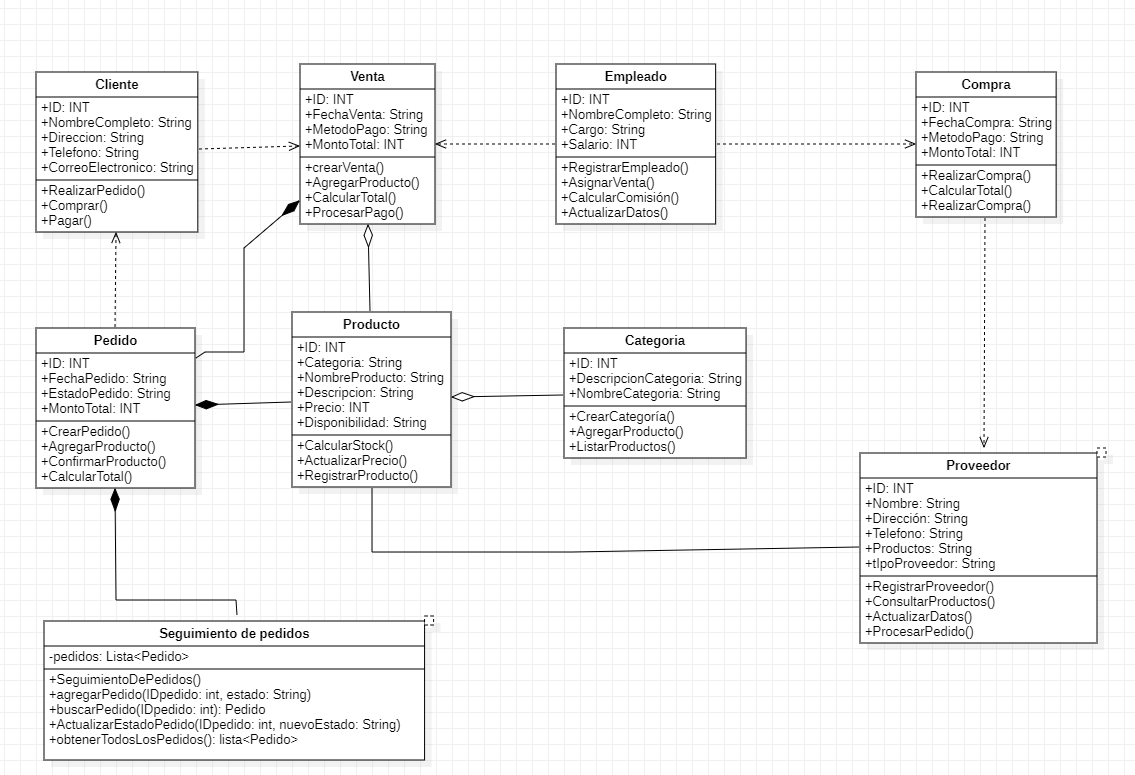 Cliente
+ID: INT
+NombreCompleto: String
+Direccion: String
+Telefono: String
+CorreoElectronico: String
+RealizarPedido()
+Comprar()
+Pagar()
Venta
+ID: INT
+FechaVenta: String
+MetodoPago: String
+MontoTotal: INT
+crearVenta()
+AgregarProducto()
+CalcularTotal()
+ProcesarPago()
Empleado
+ID: INT
+NombreCompleto: String
+Cargo: String
+Salario: INT
+RegistrarEmpleado()
+AsignarVenta()
+CalcularComisión()
+ActualizarDatos()
Compra
+ID: INT
+FechaCompra: String
+MetodoPago: String
+MontoTotal: INT
+RealizarCompra()
+CalcularTotal()
+RealizarCompra()
Pedido
+ID: INT
+FechaPedido: String
+EstadoPedido: String
+MontoTotal: INT
+CrearPedido()
+AgregarProducto()
+ConfirmarProducto()
+CalcularTotal()
Producto
+ID: INT
+Categoria: String
+NombreProducto: String
+Descripcion: String
+Precio: INT
+Disponibilidad: String
+CalcularStock()
+ActualizarPrecio()
+RegistrarProducto()
Categoria
+ID: INT
+DescripcionCategoria: String
+NombreCategoria: String
+CrearCategoría()
+AgregarProducto()
+ListarProductos()
Proveedor
+ID: INT
+Nombre: String
+Dirección: String
+Telefono: String
+Productos: String
+tIpoProveedor: String
+RegistrarProveedor()
+ConsultarProductos()
+ActualizarDatos()
+ProcesarPedido()
Seguimiento de pedidos
-pedidos: Lista<Pedido>
+SeguimientoDePedidos()
+agregarPedido(IDpedido: int, estado: String)
+buscarPedido(IDpedido: int): Pedido
+ActualizarEstadoPedido(IDpedido: int, nuevoEstado: String)
+obtenerTodosLosPedidos(): lista<Pedido>